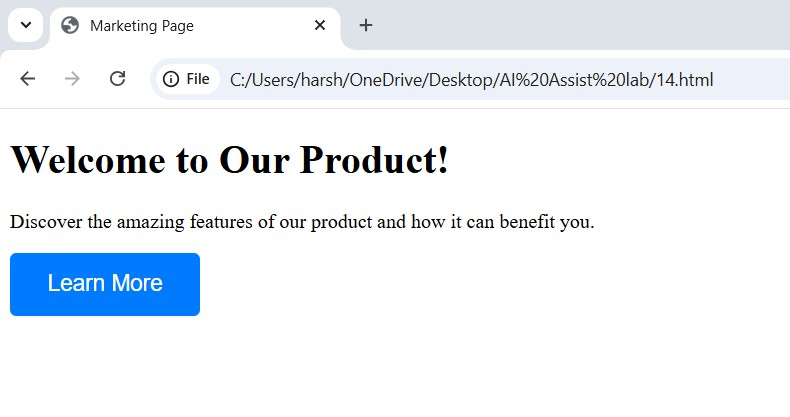 Marketing Page
File C:/Users/harsh/OneDrive/Desktop/AI%20Assist%20lab/14.html
Welcome to Our Product!
Discover the amazing features of our product and how it can benefit you.
Learn More